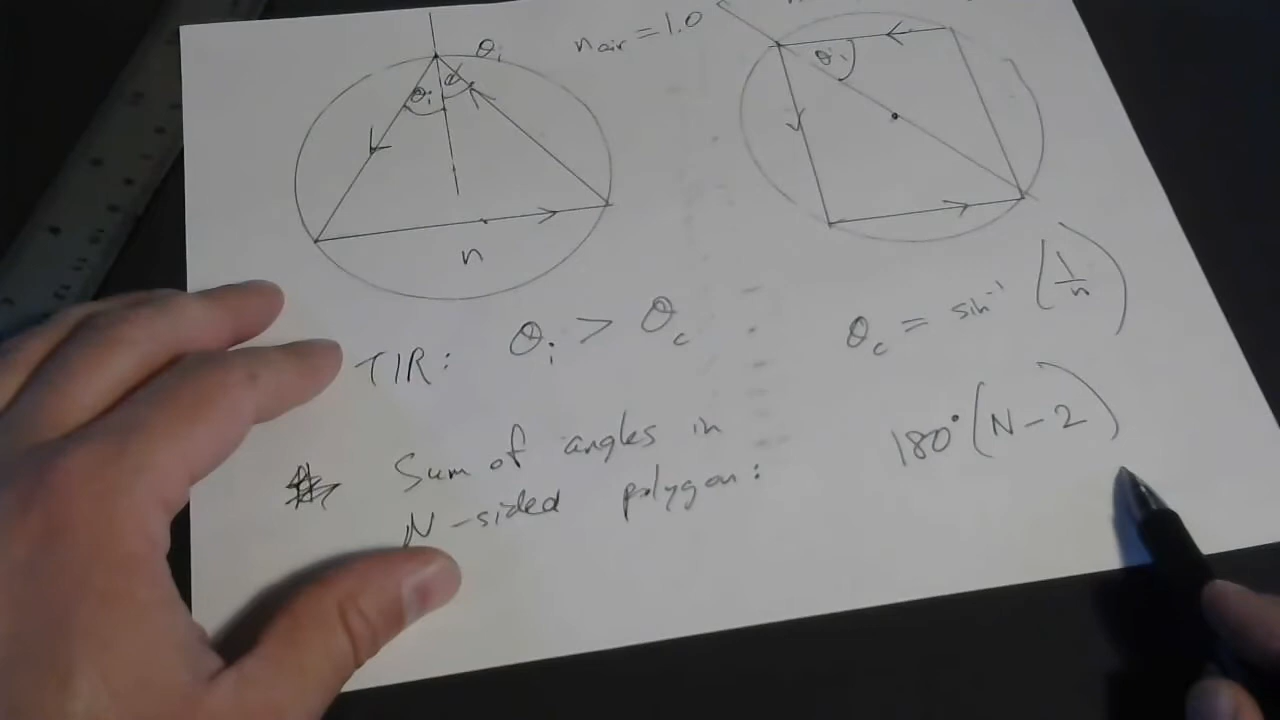 θi
n air = 1.0
θi α
θi
n
TIR: θi > θc
θc = sin⁻¹ (1/n)
Sum of angles in
N-sided polygon:
180° (N-2)